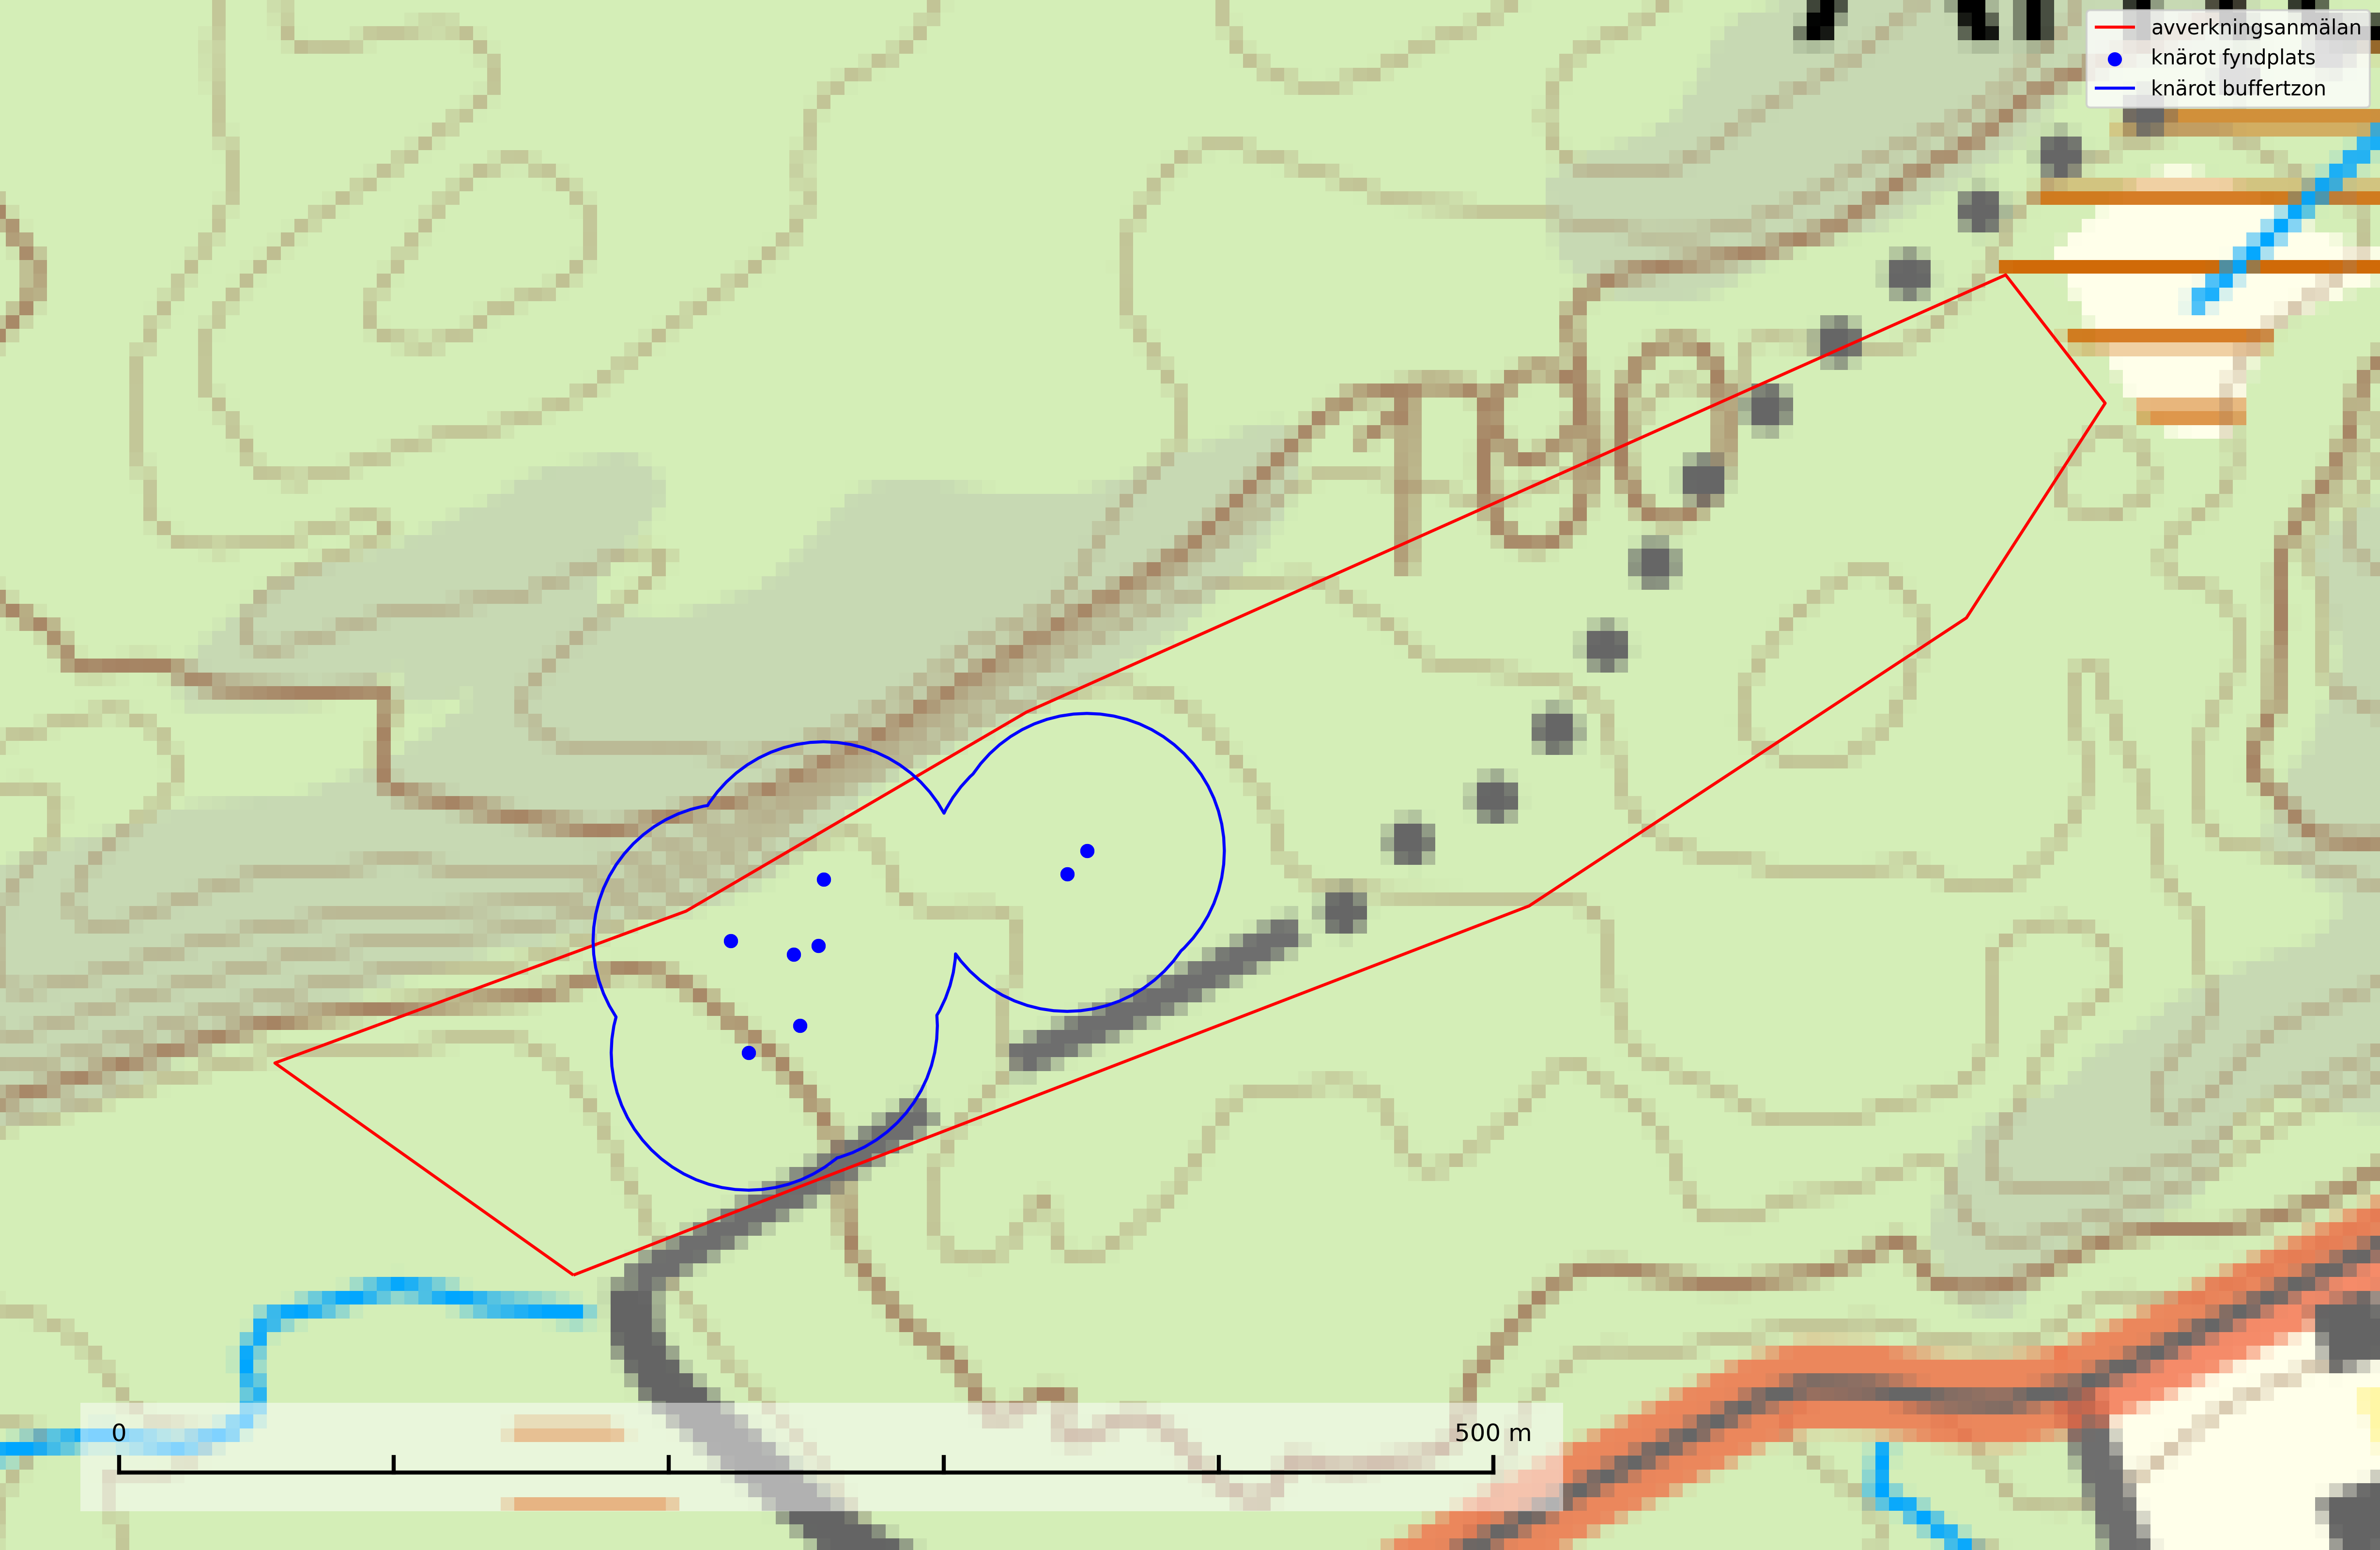 avverkningsanmälan
knärot fyndplats
knärot buffertzon
0
500 m